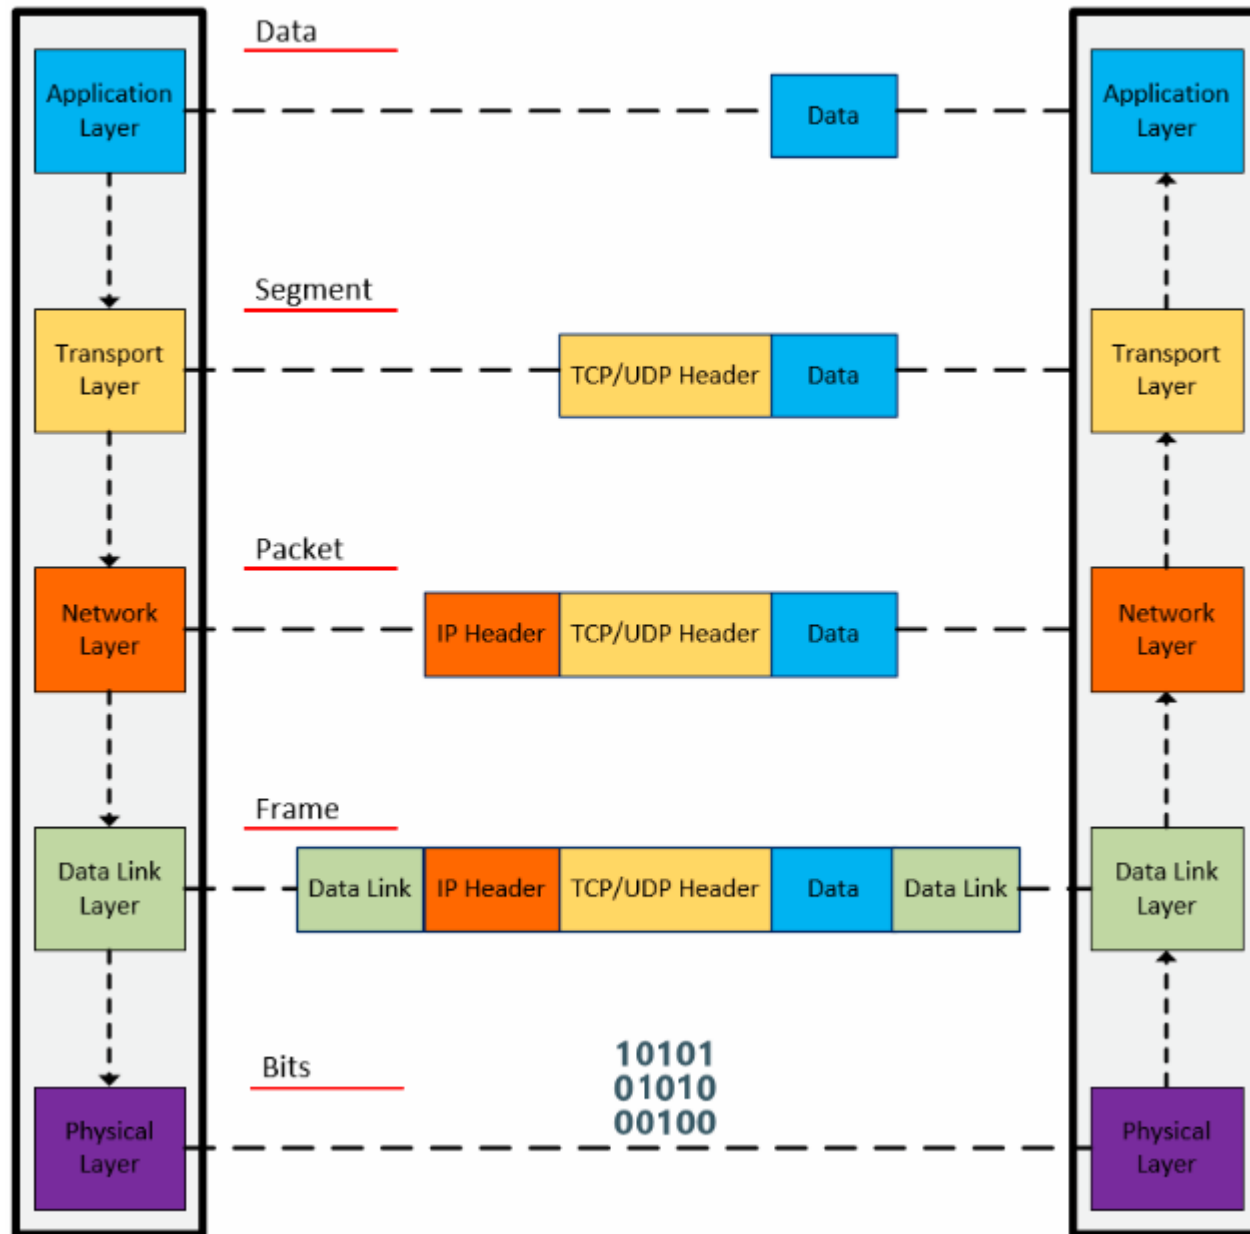 Data
Application
Layer
Data
Application
Layer
Segment
Transport
Layer
TCP/UDP Header
Data
Transport
Layer
Packet
Network
Layer
IP Header
TCP/UDP Header
Data
Network
Layer
Frame
Data Link
Layer
Data Link
IP Header
TCP/UDP Header
Data
Data Link
Data Link
Layer
Bits
10101
01010
00100
Physical
Layer
Physical
Layer